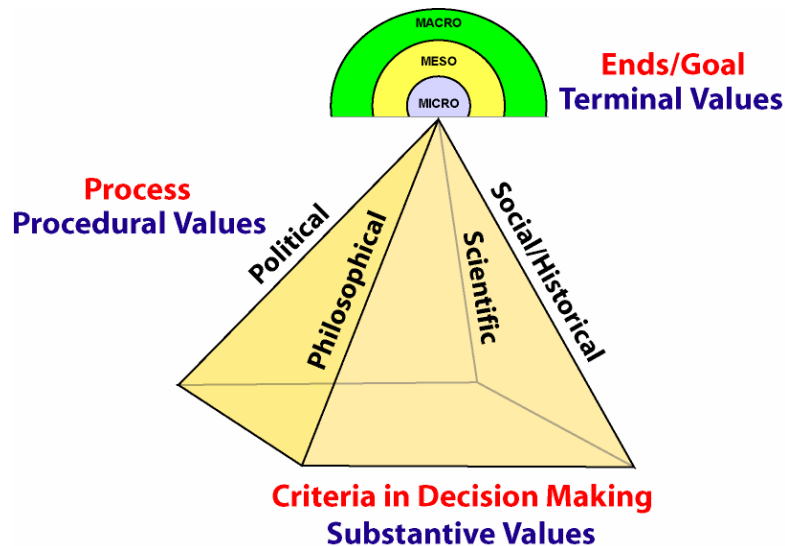 MACRO
MESO
MICRO
Ends/Goal
Terminal Values
Process
Procedural Values
Political
Philosophical
Scientific
Social/Historical
Criteria in Decision Making
Substantive Values